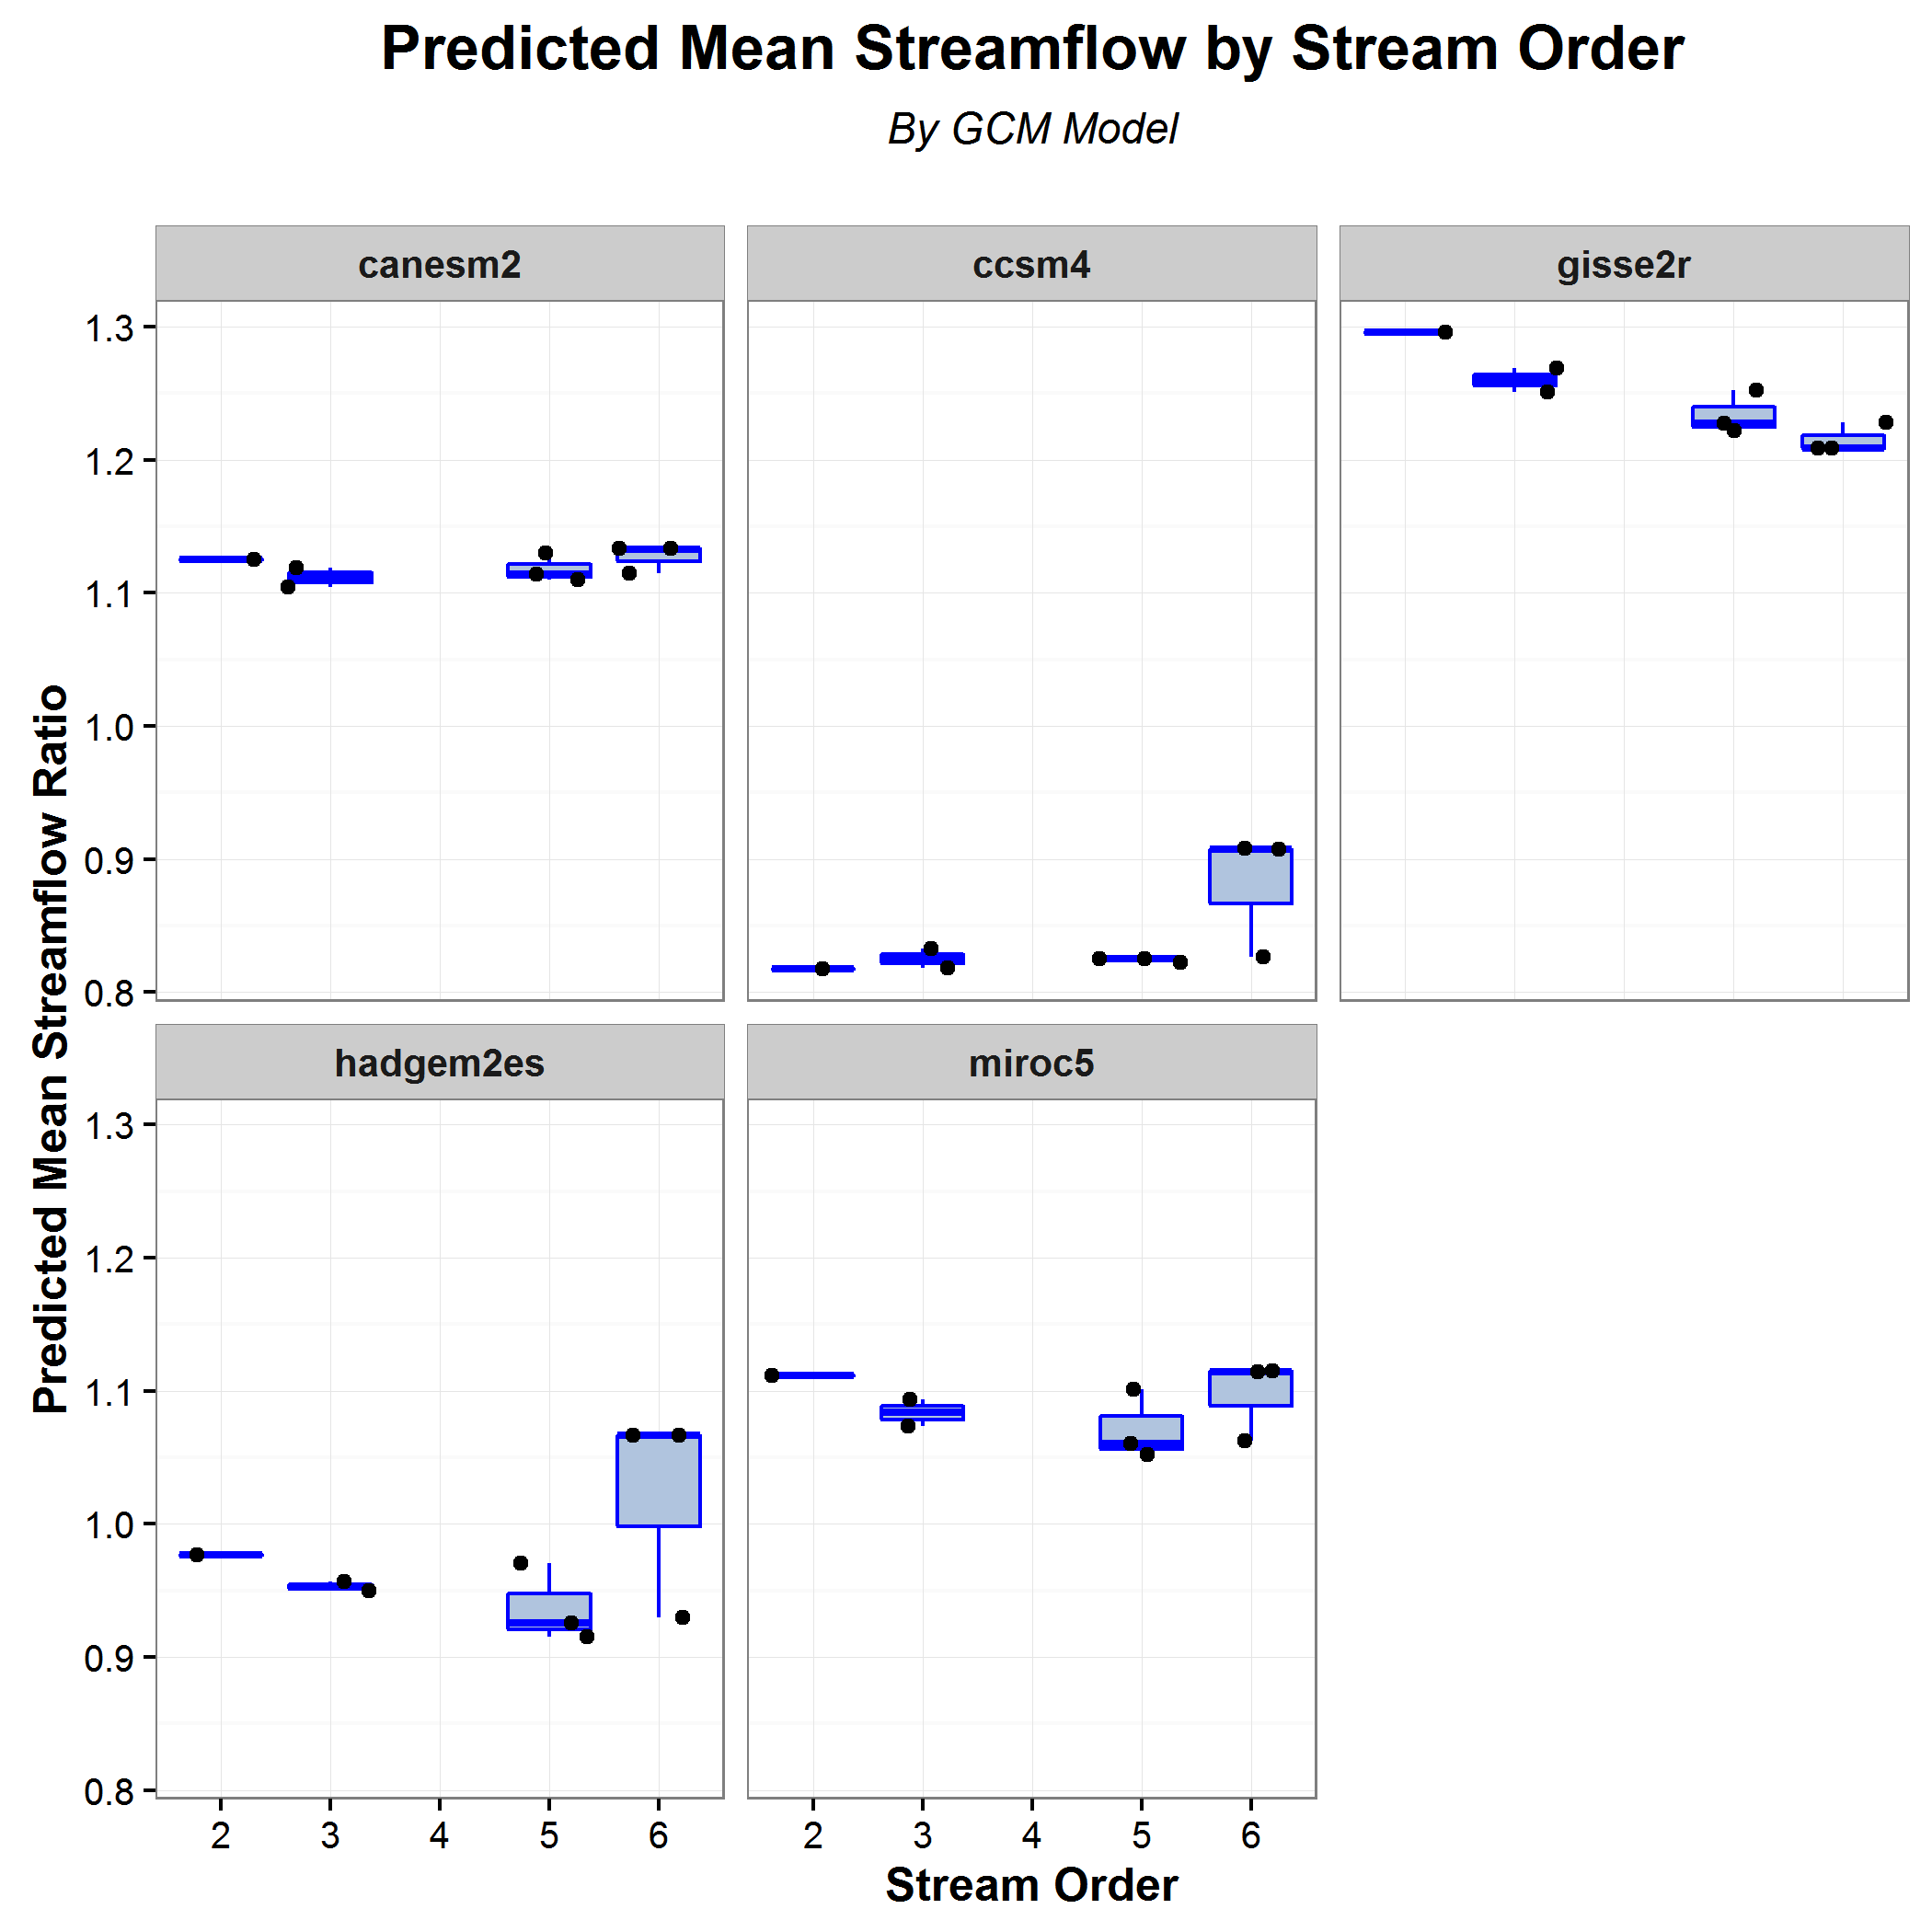 Predicted Mean Streamflow by Stream Order
By GCM Model
canesm2
ccsm4
gisse2r
1.3
1.2
1.1
1.0
0.9
0.8
hadgem2es
miroc5
1.3
1.2
1.1
1.0
0.9
0.8
Predicted Mean Streamflow Ratio
2 3 4 5 6
2 3 4 5 6
Stream Order